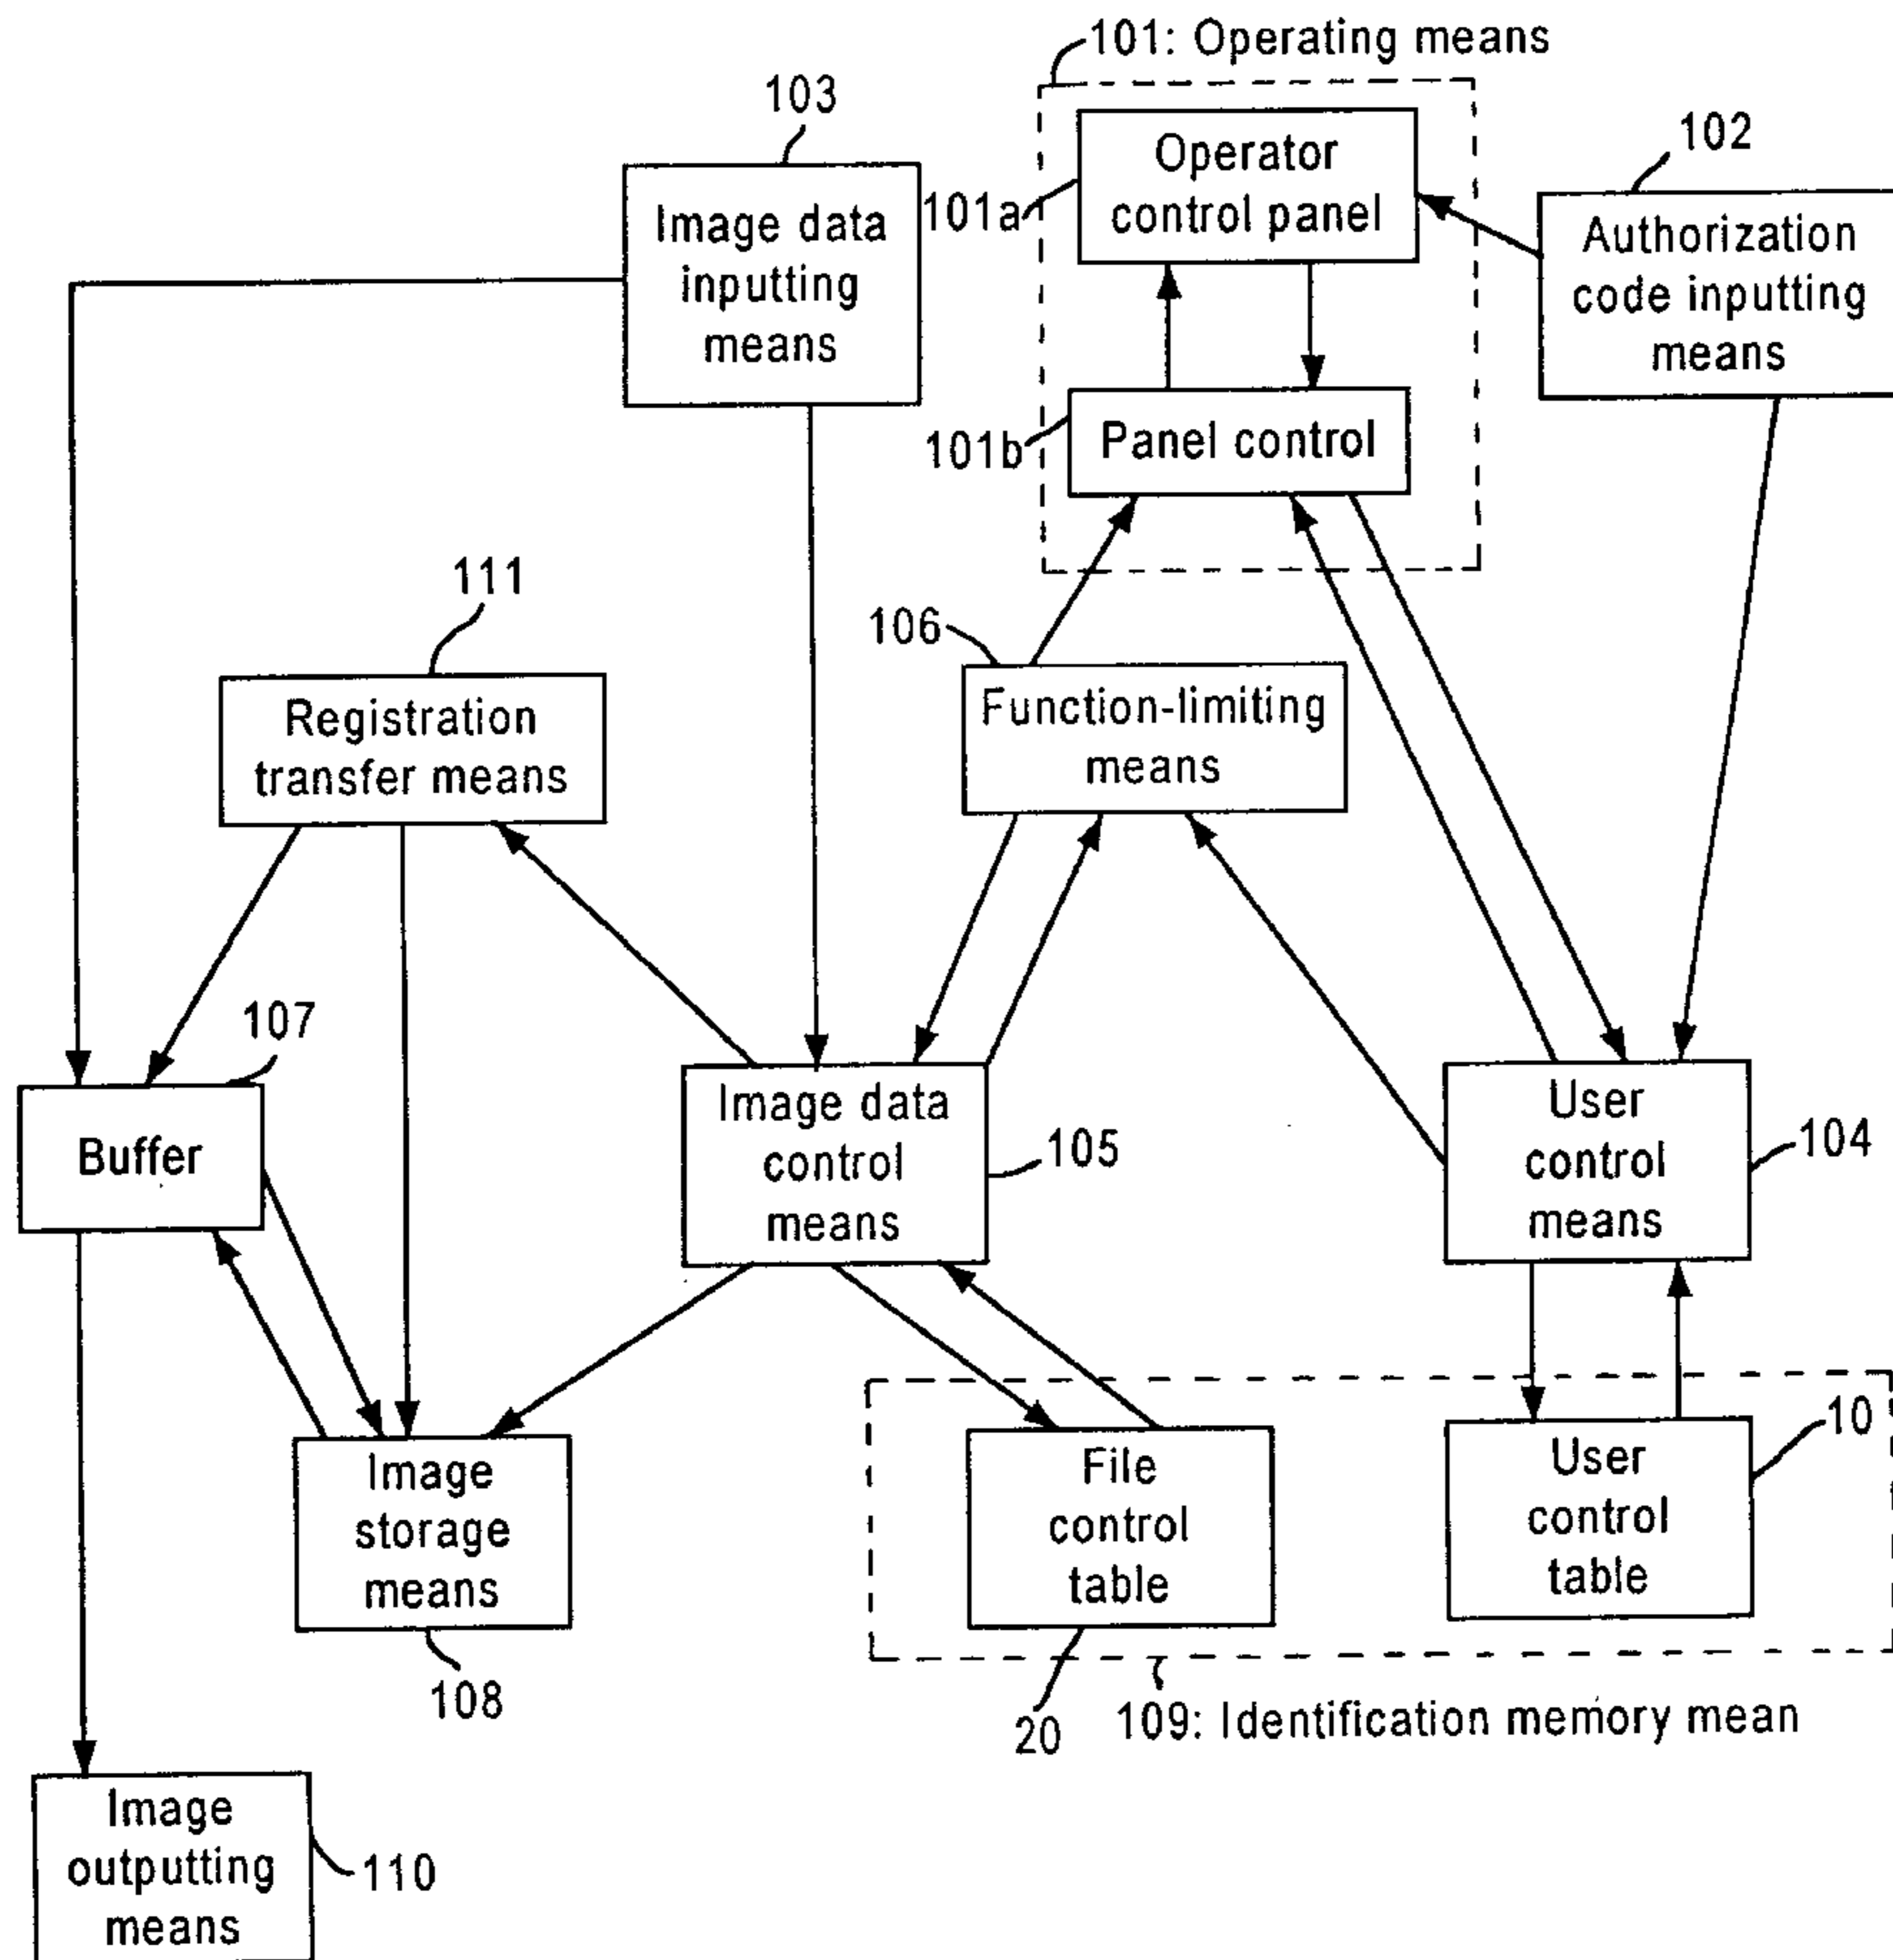 101: Operating means
103
102
101a
Operator
control panel
Image data
inputting
means
Authorization
code inputting
means
101b
Panel control
111
106
Registration
transfer means
Function-limiting
means
107
Buffer
Image data
control
means
105
User
control
means
104
10
Image
storage
means
File
control
table
User
control
table
108
20
109: Identification memory mean
Image
outputting
means
110